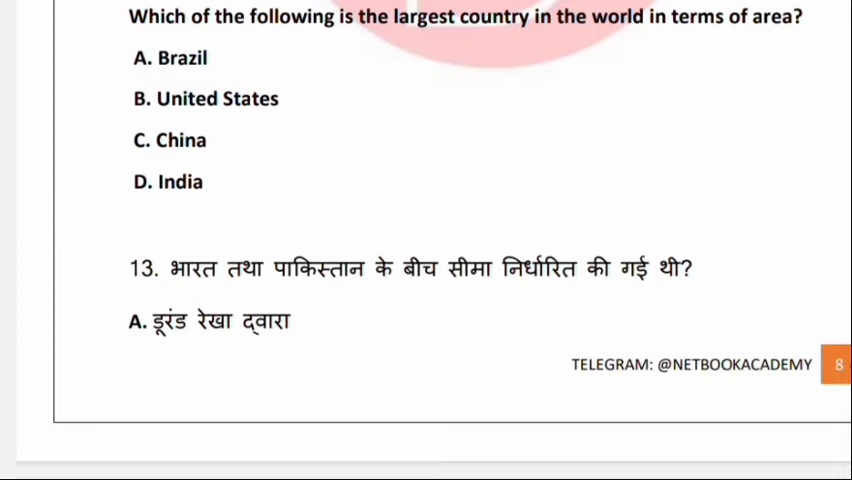 Which of the following is the largest country in the world in terms of area?
A. Brazil
B. United States
C. China
D. India
13. भारत तथा पाकिस्तान के बीच सीमा निर्धारित की गई थी?
A. डूरंड रेखा द्वारा
TELEGRAM: @NETBOOKACADEMY 8